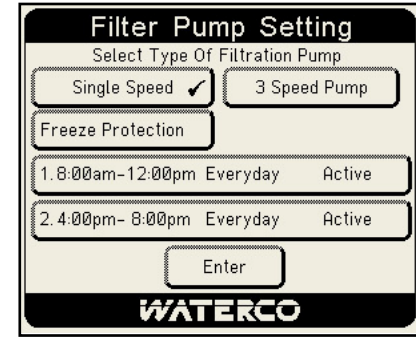 Filter Pump Setting
Select Type Of Filtration Pump
Single Speed ✓ 3 Speed Pump
Freeze Protection
1.8:00am-12:00pm Everyday Active
2.4:00pm- 8:00pm Everyday Active
Enter
WATERCO